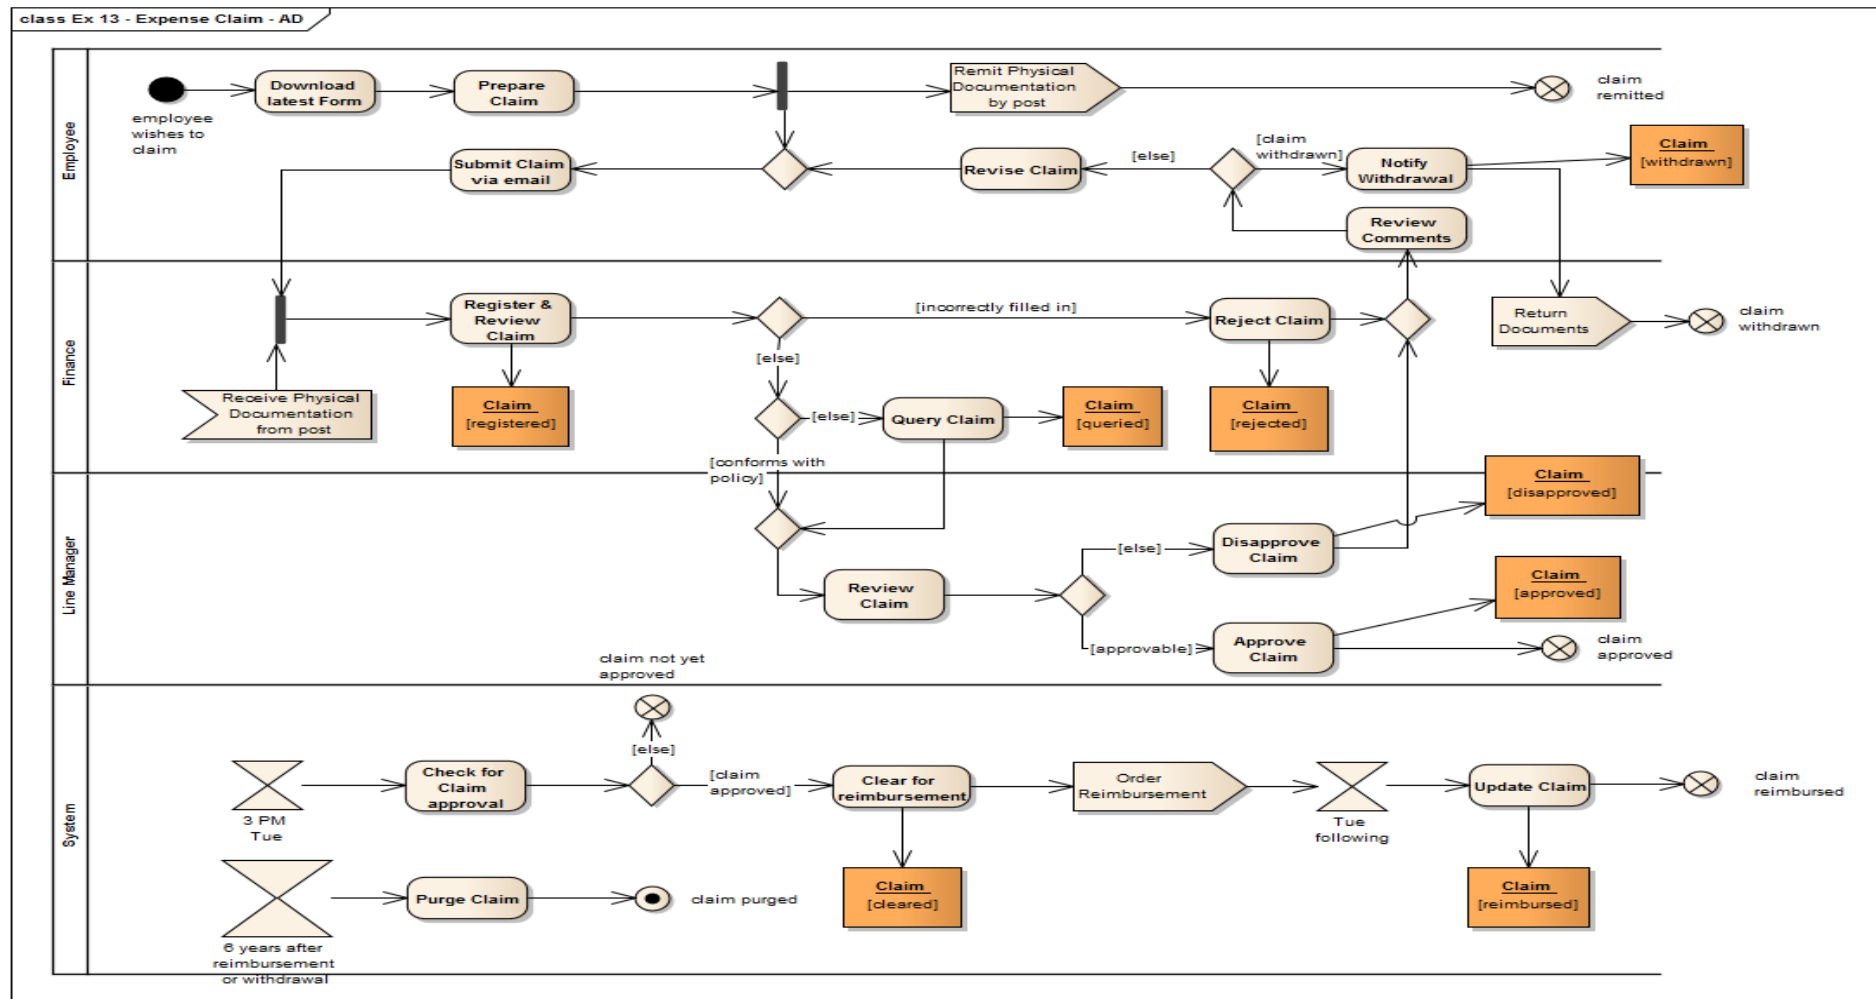 class Ex 13 - Expense Claim - AD
Employee
employee
wishes to
claim
Download
latest Form
Prepare
Claim
Remit Physical
Documentation
by post
claim
remitted
Submit Claim
via email
Revise Claim
[else]
[claim
withdrawn]
Notify
Withdrawal
Claim
[withdrawn]
Review
Comments
Finance
Receive Physical
Documentation
from post
Register &
Review
Claim
Claim
[registered]
[incorrectly filled in]
[else]
[else]
Query Claim
Claim
[queried]
Reject Claim
Claim
[rejected]
Return
Documents
claim
withdrawn
[conforms with
policy]
Line Manager
Review
Claim
[else]
Disapprove
Claim
Claim
[disapproved]
[approvable]
Approve
Claim
Claim
[approved]
claim
approved
System
claim not yet
approved
[else]
3 PM
Tue
Check for
Claim
approval
[claim
approved]
Clear for
reimbursement
Claim
[cleared]
Order
Reimbursement
Tue
following
Update Claim
Claim
[reimbursed]
claim
reimbursed
6 years after
reimbursement
or withdrawal
Purge Claim
claim purged